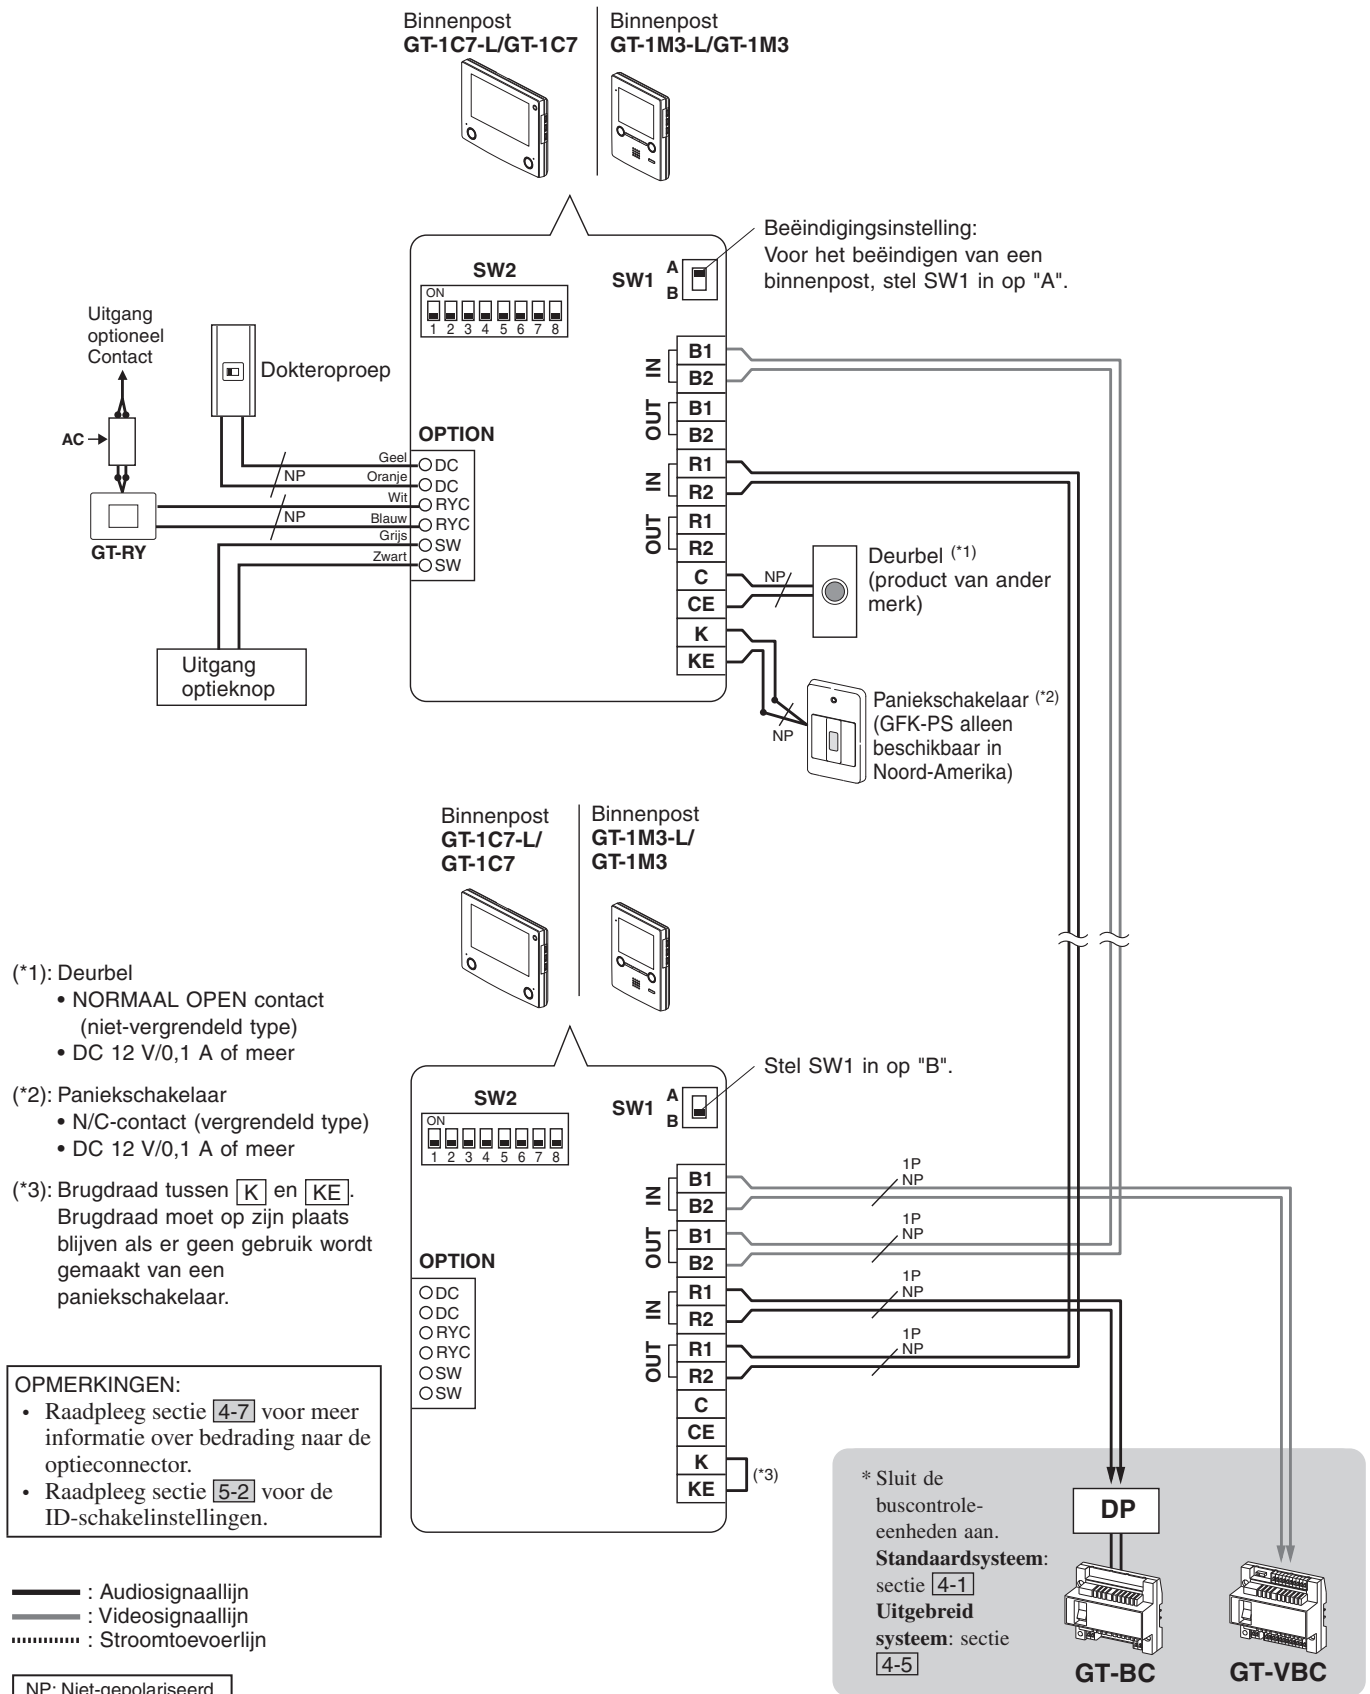 Binnenpost
GT-1C7-L/GT-1C7
Binnenpost
GT-1M3-L/GT-1M3
Beëindigingsinstelling:
Voor het beëindigen van een
binnenpost, stel SW1 in op "A".
SW2
ON
1 2 3 4 5 6 7 8
SW1
A
B
Uitgang
optioneel
Contact
AC
GT-RY
Dokteroproep
NP
NP
Geel
Oranje
Wit
Blauw
Grijs
Zwart
OPTION
DC
DC
RYC
RYC
SW
SW
Uitgang
optieknop
IN
B1
B2
OUT
B1
B2
IN
R1
R2
OUT
R1
R2
C
CE
K
KE
NP
Deurbel (*1)
(product van ander
merk)
NP
Paniekschakelaar (*2)
(GFK-PS alleen
beschikbaar in
Noord-Amerika)
Binnenpost
GT-1C7-L/
GT-1C7
Binnenpost
GT-1M3-L/
GT-1M3
Stel SW1 in op "B".
SW2
ON
1 2 3 4 5 6 7 8
SW1
A
B
OPTION
DC
DC
RYC
RYC
SW
SW
IN
B1
B2
OUT
B1
B2
IN
R1
R2
OUT
R1
R2
C
CE
K
KE
(*3)
1P
NP
1P
NP
1P
NP
1P
NP
(*1): Deurbel
• NORMAAL OPEN contact
(niet-vergrendeld type)
• DC 12 V/0,1 A of meer
(*2): Paniekschakelaar
• N/C-contact (vergrendeld type)
• DC 12 V/0,1 A of meer
(*3): Brugdraad tussen K en KE.
Brugdraad moet op zijn plaats
blijven als er geen gebruik wordt
gemaakt van een
paniekschakelaar.
OPMERKINGEN:
• Raadpleeg sectie 4-7 voor meer
informatie over bedrading naar de
optieconnector.
• Raadpleeg sectie 5-2 voor de
ID-schakelinstellingen.
: Audiosignaallijn
: Videosignaallijn
: Stroomtoevoerlijn
NP: Niet-gepolariseerd
* Sluit de
buscontrole-
eenheden aan.
Standaardsysteem:
sectie 4-1
Uitgebreid
systeem: sectie
4-5
DP
GT-BC
GT-VBC